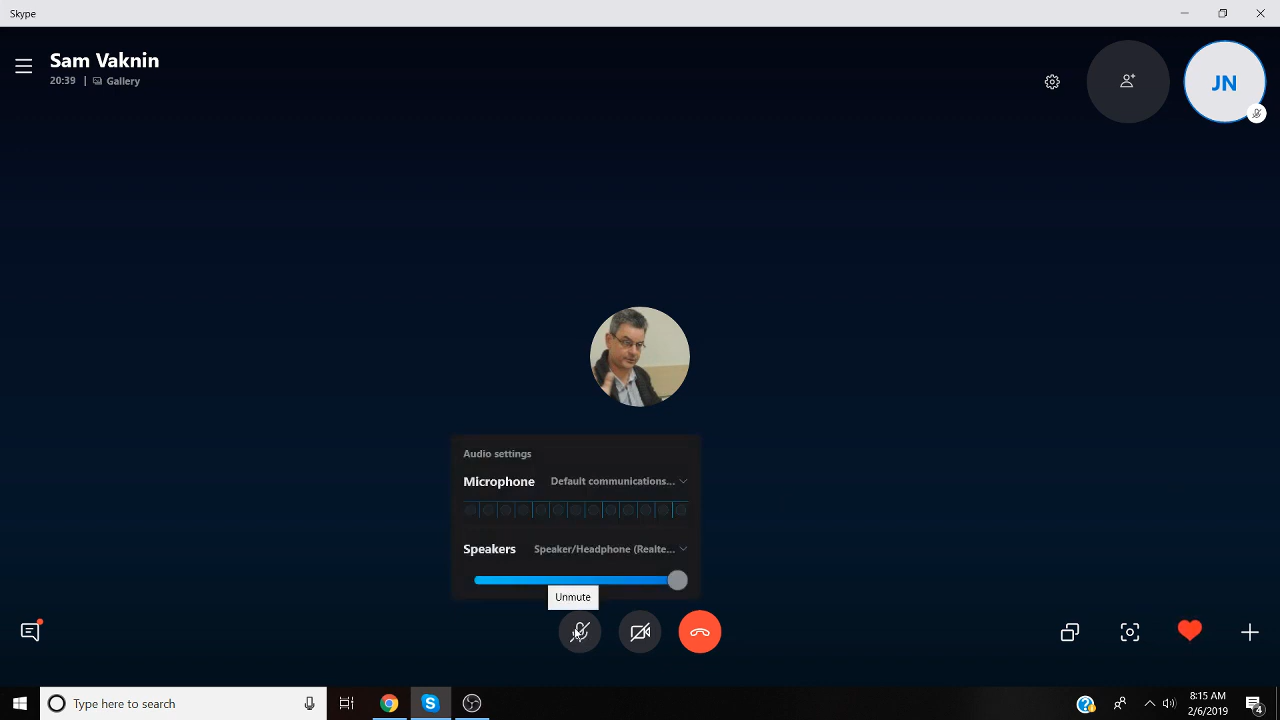 Skype
Sam Vaknin
20:39 | Gallery
JN
Audio settings
Microphone Default communications...
Speakers Speaker/Headphone (Realte...
Unmute
Type here to search
8:15 AM
2/6/2019
4